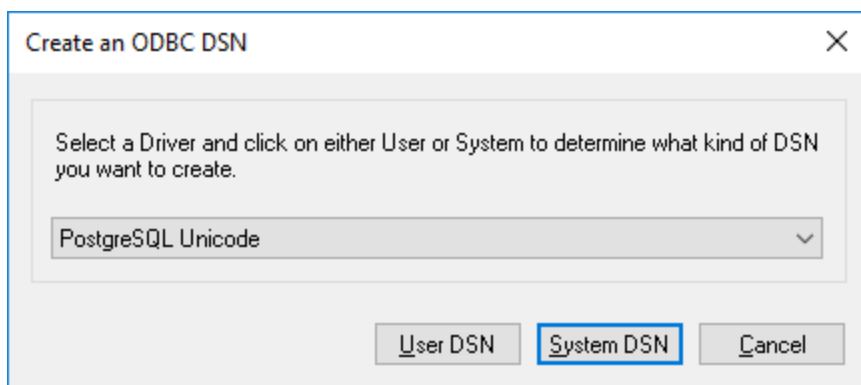 Create an ODBC DSN
Select a Driver and click on either User or System to determine what kind of DSN
you want to create.
PostgreSQL Unicode
User DSN System DSN Cancel